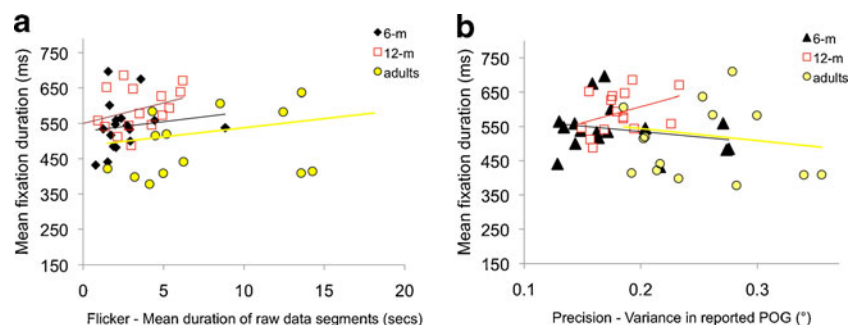 a
Mean fixation duration (ms)
750
650
550
450
350
250
150
0
5
10
15
20
Flicker - Mean duration of raw data segments (secs)
6-m
12-m
adults
b
Mean fixation duration (ms)
750
650
550
450
350
250
150
0.1
0.2
0.3
Precision - Variance in reported POG (°)
6-m
12-m
adults